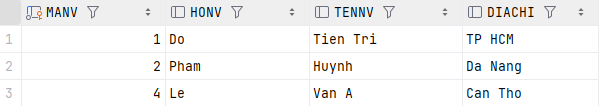 MANV HONV TENNV DIACHI
1 1 Do Tien Tri TP HCM
2 2 Pham Huynh Da Nang
3 4 Le Van A Can Tho